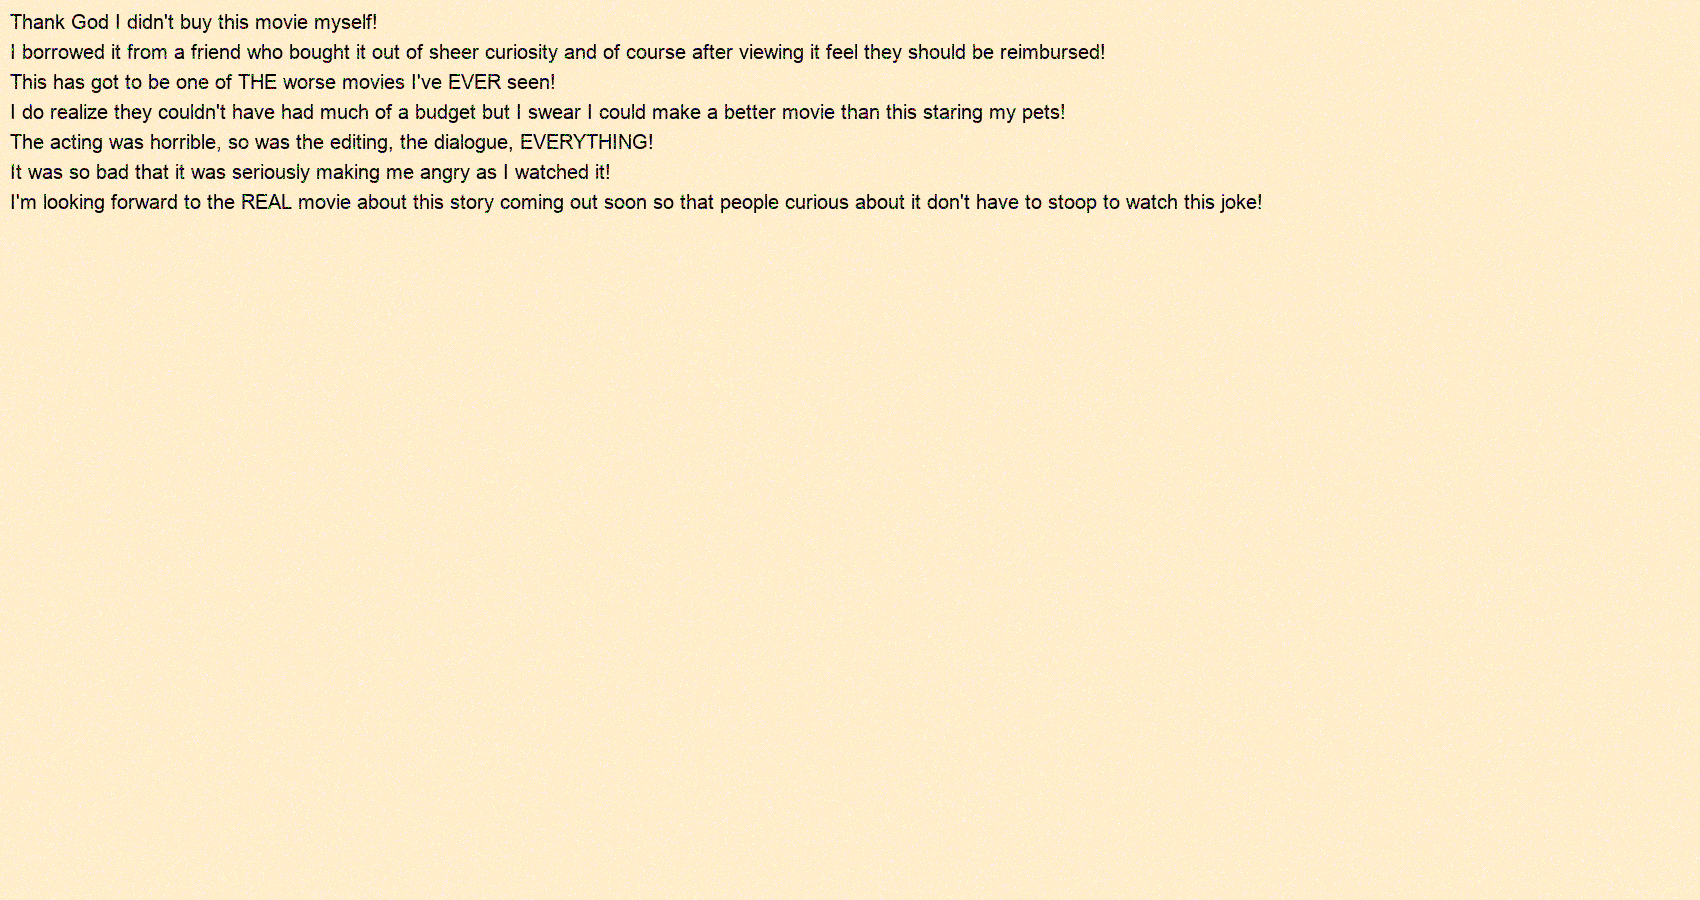 Thank God I didn't buy this movie myself!
I borrowed it from a friend who bought it out of sheer curiosity and of course after viewing it feel they should be reimbursed!
This has got to be one of THE worse movies I've EVER seen!
I do realize they couldn't have had much of a budget but I swear I could make a better movie than this staring my pets!
The acting was horrible, so was the editing, the dialogue, EVERYTHING!
It was so bad that it was seriously making me angry as I watched it!
I'm looking forward to the REAL movie about this story coming out soon so that people curious about it don't have to stoop to watch this joke!